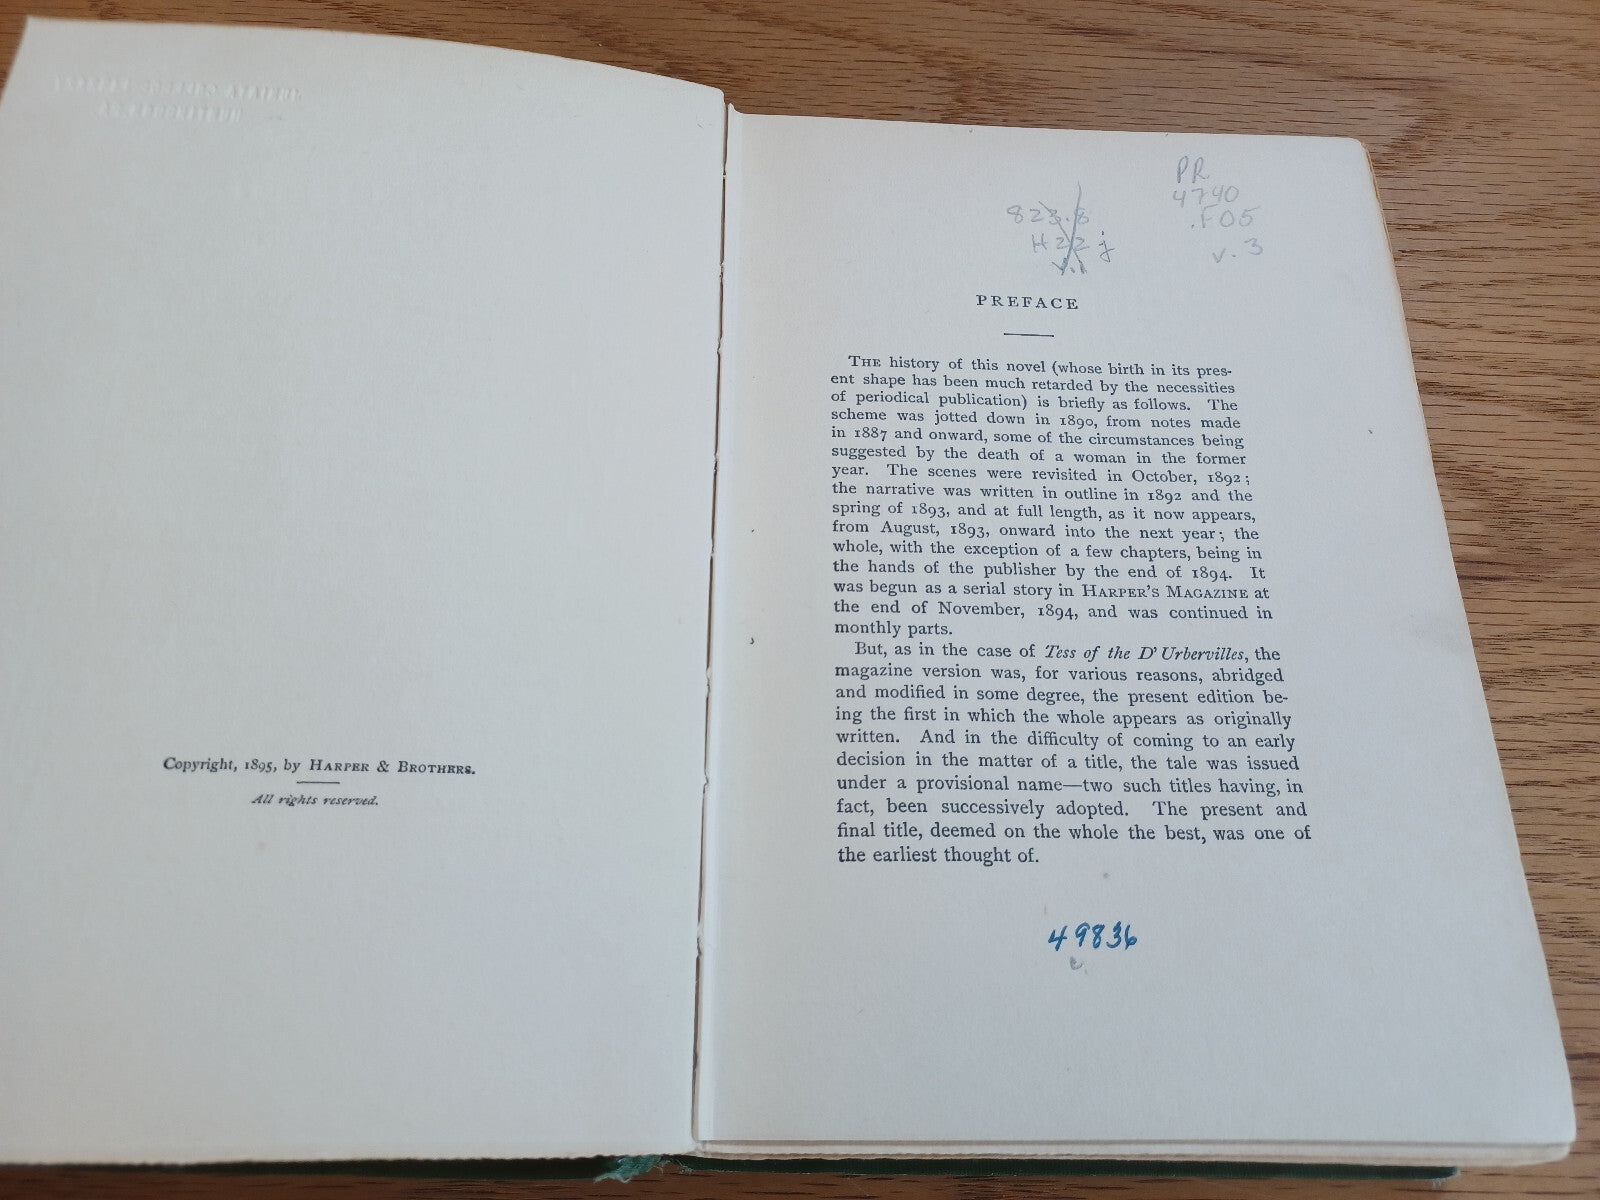 Copyright, 1895, by HARPER & BROTHERS.
All rights reserved.
823.8
H22j
v.1
PR
4740
.F05
v.3
PREFACE
THE history of this novel (whose birth in its pres-
ent shape has been much retarded by the necessities
of periodical publication) is briefly as follows. The
scheme was jotted down in 1890, from notes made
in 1887 and onward, some of the circumstances being
suggested by the death of a woman in the former
year. The scenes were revisited in October, 1892;
the narrative was written in outline in 1892 and the
spring of 1893, and at full length, as it now appears,
from August, 1893, onward into the next year; the
whole, with the exception of a few chapters, being in
the hands of the publisher by the end of 1894. It
was begun as a serial story in HARPER'S MAGAZINE at
the end of November, 1894, and was continued in
monthly parts.
But, as in the case of Tess of the D'Urbervilles, the
magazine version was, for various reasons, abridged
and modified in some degree, the present edition be-
ing the first in which the whole appears as originally
written. And in the difficulty of coming to an early
decision in the matter of a title, the tale was issued
under a provisional name—two such titles having, in
fact, been successively adopted. The present and
final title, deemed on the whole the best, was one of
the earliest thought of.
49836
c.